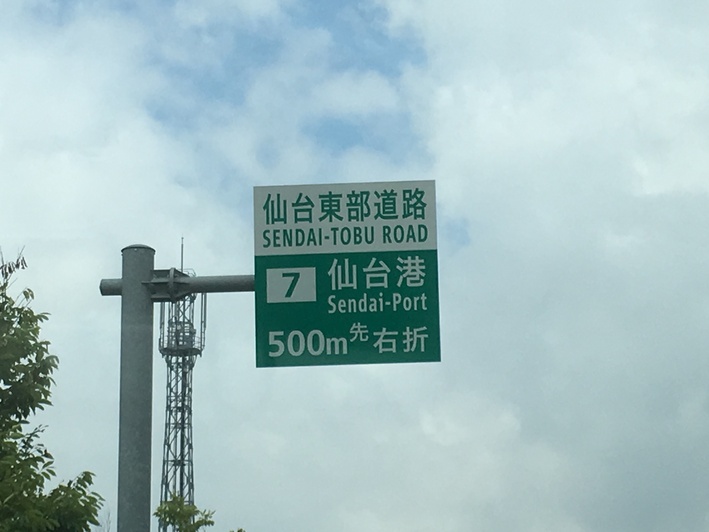 仙台東部道路
SENDAI-TOBU ROAD
7 仙台港
Sendai-Port
500m先右折